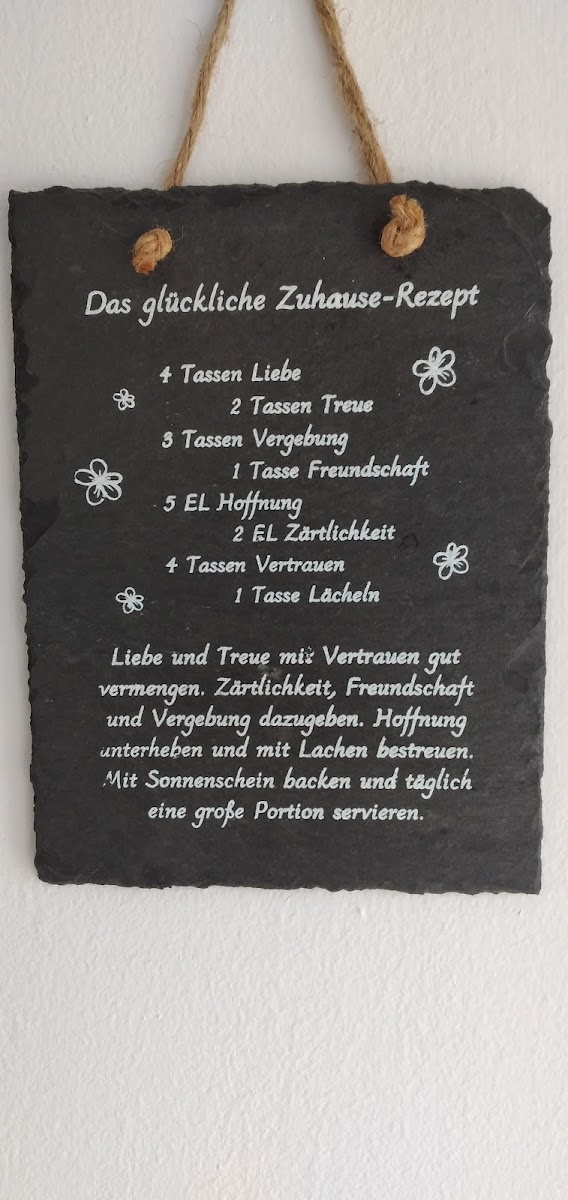 Das glückliche Zuhause-Rezept
4 Tassen Liebe
2 Tassen Treue
3 Tassen Vergebung
1 Tasse Freundschaft
5 EL Hoffnung
2 EL Zärtlichkeit
4 Tassen Vertrauen
1 Tasse Lächeln
Liebe und Treue mit Vertrauen gut
vermengen. Zärtlichkeit, Freundschaft
und Vergebung dazugeben. Hoffnung
unterheben und mit Lachen bestreuen.
Mit Sonnenschein backen und täglich
eine große Portion servieren.